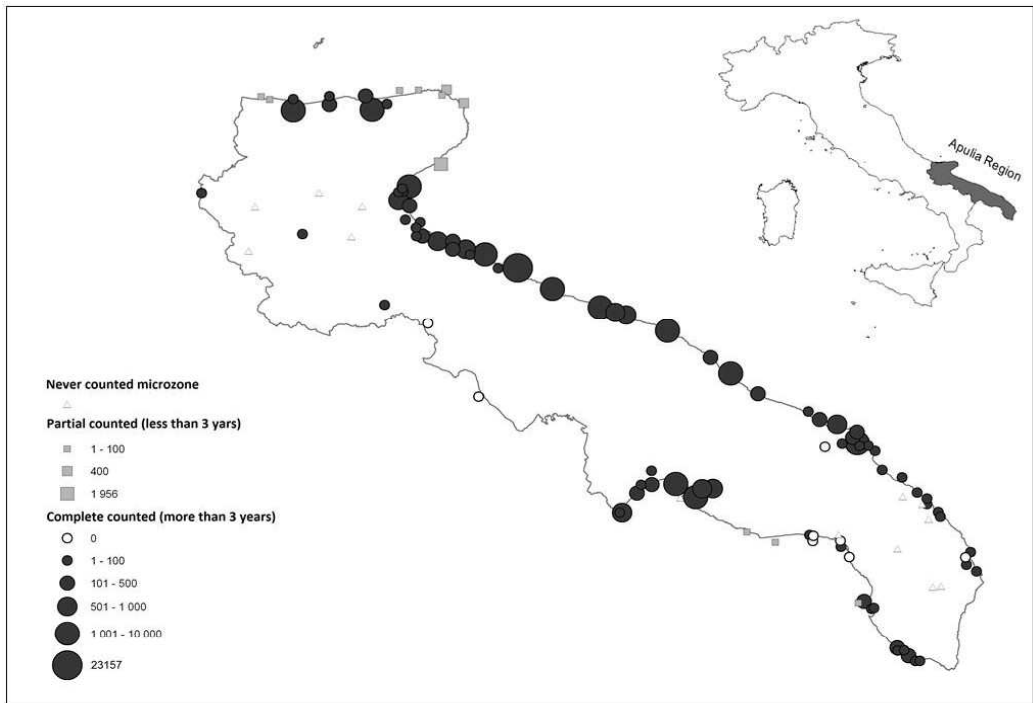 Apulia Region
Never counted microzone
Partial counted (less than 3 yars)
1 - 100
400
1 956
Complete counted (more than 3 years)
0
1 - 100
101 - 500
501 - 1 000
1 001 - 10 000
23157